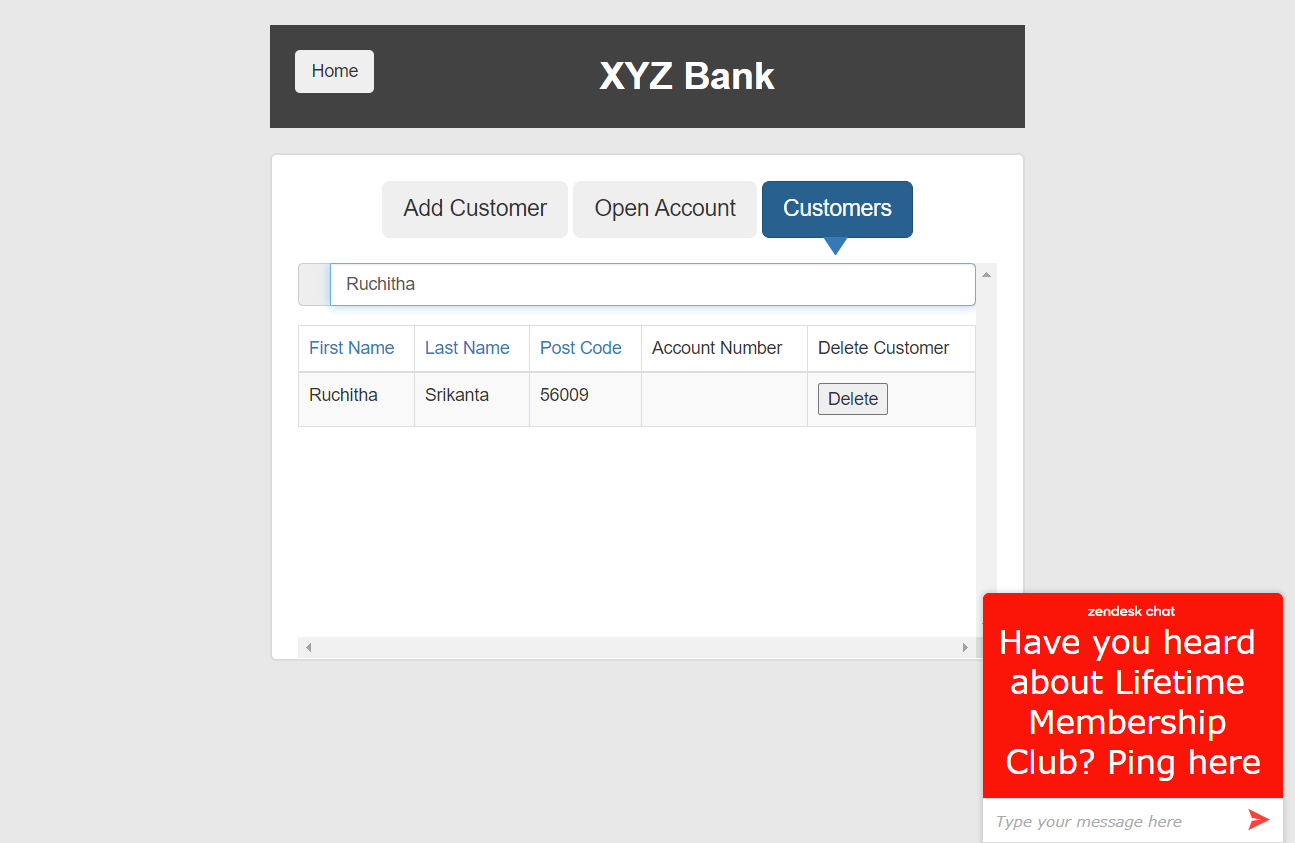 Home
XYZ Bank
Add Customer Open Account Customers
Ruchitha
First Name Last Name Post Code Account Number Delete Customer
Ruchitha Srikanta 56009 Delete
zendesk chat
Have you heard
about Lifetime
Membership
Club? Ping here
Type your message here